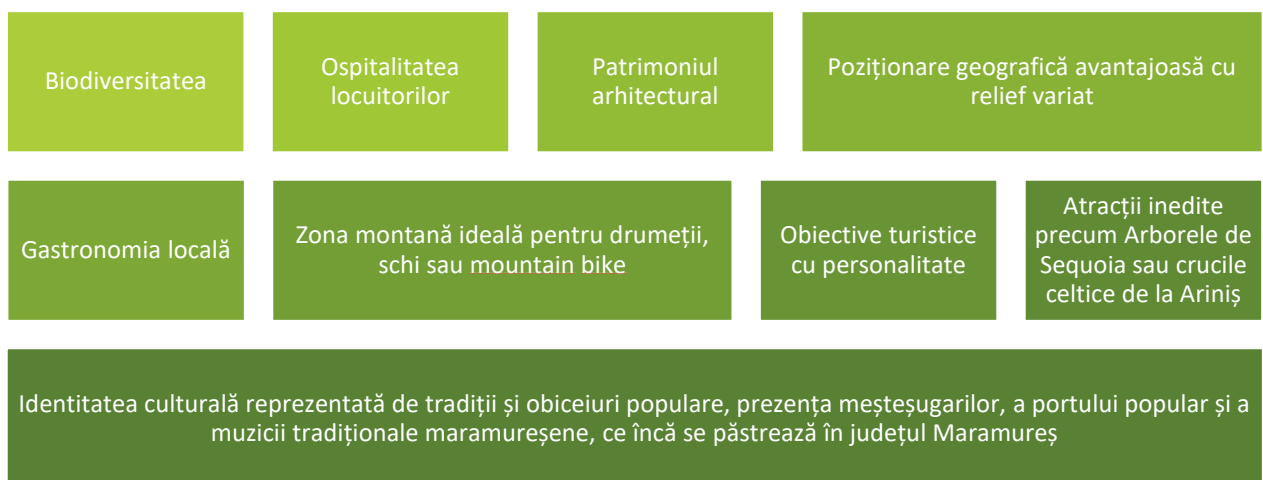 Biodiversitatea
Ospitalitatea
locuitorilor
Patrimoniul
arhitectural
Poziționare geografică avantajoasă cu
relief variat
Gastronomia locală
Zona montană ideală pentru drumeții,
schi sau mountain bike
Obiective turistice
cu personalitate
Atracții inedite
precum Arborele de
Sequoia sau crucile
celtice de la Ariniș
Identitatea culturală reprezentată de tradiții și obiceiuri populare, prezența meșteșugarilor, a portului popular și a
muzicii tradiționale maramureșene, ce încă se păstrează în județul Maramureș